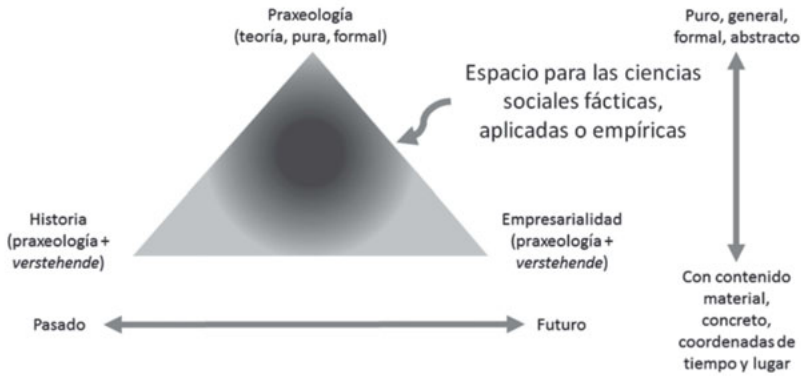 Praxeología
(teoría, pura, formal)
Puro, general,
formal, abstracto
Espacio para las ciencias
sociales fácticas,
aplicadas o empíricas
Historia
(praxeología +
verstehende)
Empresarialidad
(praxeología +
verstehende)
Pasado
Futuro
Con contenido
material,
concreto,
coordenadas de
tiempo y lugar